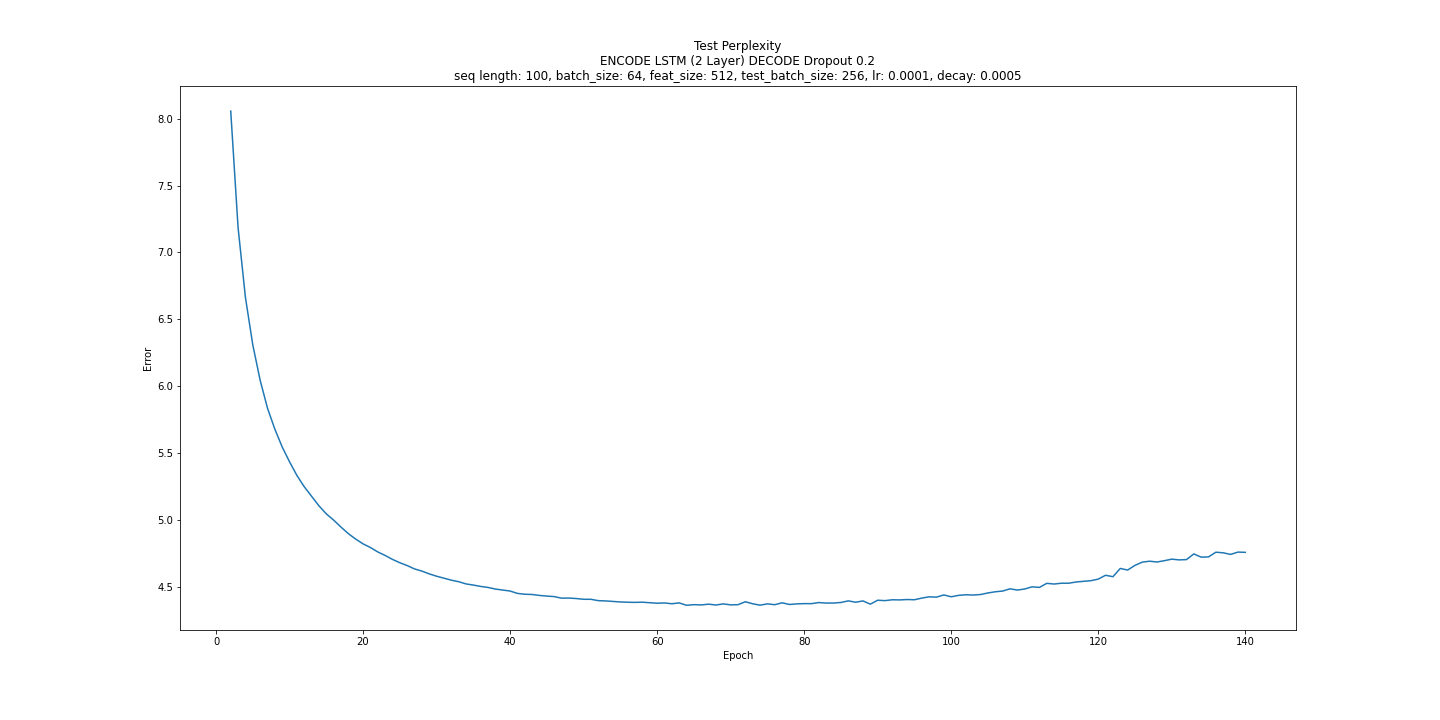 Test Perplexity
ENCODE LSTM (2 Layer) DECODE Dropout 0.2
seq length: 100, batch_size: 64, feat_size: 512, test_batch_size: 256, lr: 0.0001, decay: 0.0005
8.0
7.5
7.0
6.5
6.0
5.5
5.0
4.5
Error
0 20 40 60 80 100 120 140
Epoch